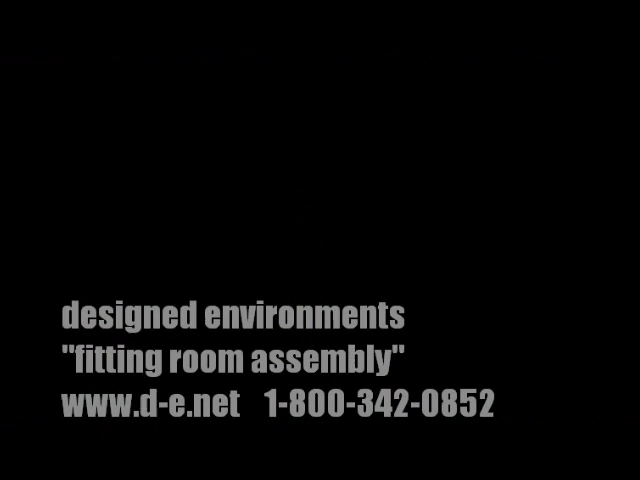 designed environments
"fitting room assembly"
www.d-e.net 1-800-342-0852